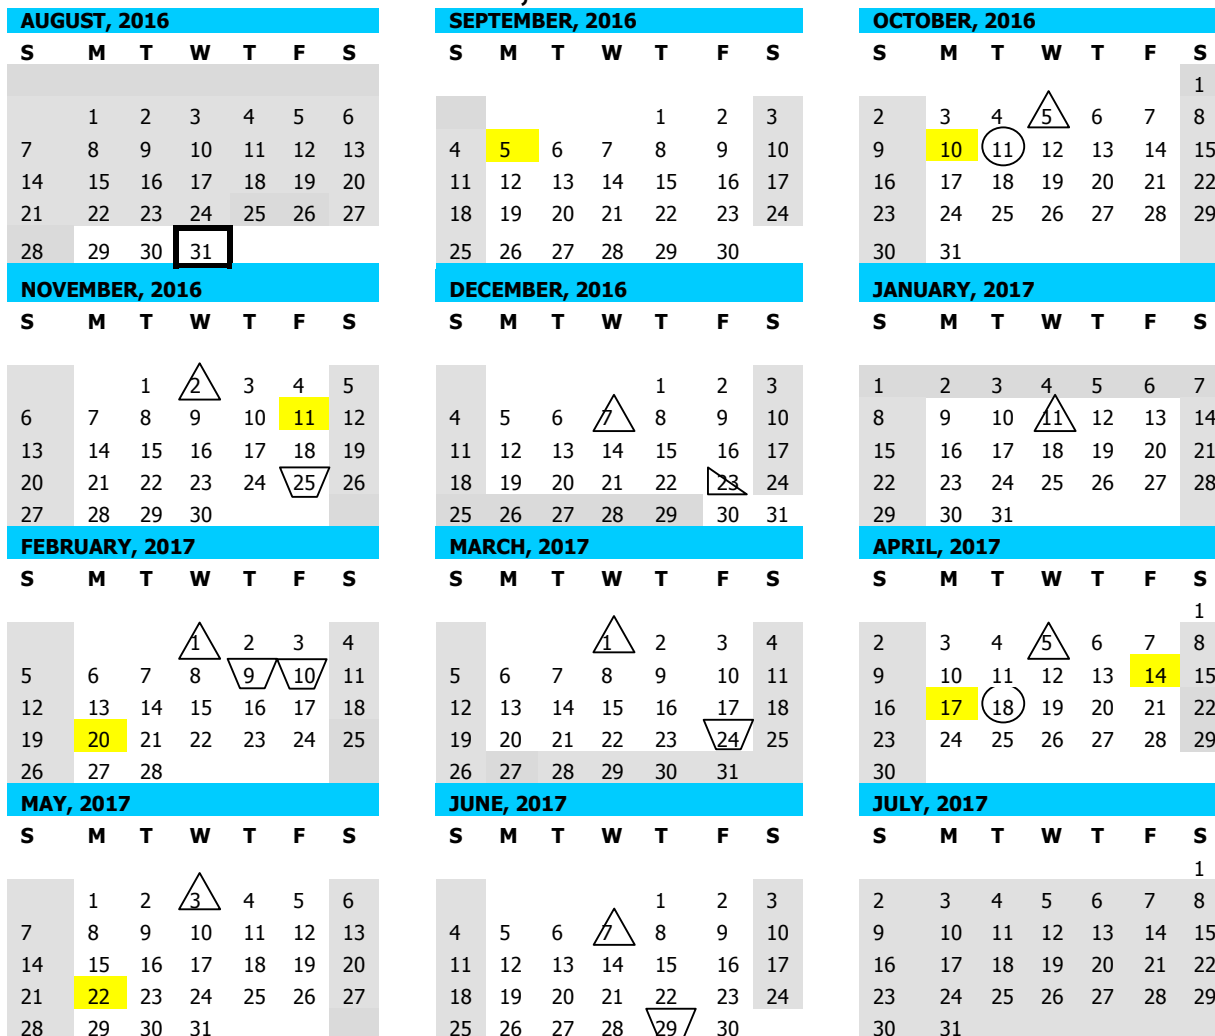 AUGUST, 2016 SEPTEMBER, 2016 OCTOBER, 2016
S M T W T F S S M T W T F S S M T W T F S
1
1 2 3 4 5 6 1 2 3 2 3 4 5 6 7 8
7 8 9 10 11 12 13 4 5 6 7 8 9 10 9 10 11 12 13 14 15
14 15 16 17 18 19 20 11 12 13 14 15 16 17 16 17 18 19 20 21 22
21 22 23 24 25 26 27 18 19 20 21 22 23 24 23 24 25 26 27 28 29
28 29 30 31 25 26 27 28 29 30 30 31
NOVEMBER, 2016 DECEMBER, 2016 JANUARY, 2017
S M T W T F S S M T W T F S S M T W T F S
1 2 3 4 5 1 2 3 1 2 3 4 5 6 7
6 7 8 9 10 11 12 4 5 6 7 8 9 10 8 9 10 11 12 13 14
13 14 15 16 17 18 19 11 12 13 14 15 16 17 15 16 17 18 19 20 21
20 21 22 23 24 25 26 18 19 20 21 22 23 24 22 23 24 25 26 27 28
27 28 29 30 25 26 27 28 29 30 31 29 30 31
FEBRUARY, 2017 MARCH, 2017 APRIL, 2017
S M T W T F S S M T W T F S S M T W T F S
1
1 2 3 4 1 2 3 4 2 3 4 5 6 7 8
5 6 7 8 9 10 11 5 6 7 8 9 10 11 9 10 11 12 13 14 15
12 13 14 15 16 17 18 12 13 14 15 16 17 18 16 17 18 19 20 21 22
19 20 21 22 23 24 25 19 20 21 22 23 24 25 23 24 25 26 27 28 29
26 27 28 26 27 28 29 30 31 30
MAY, 2017 JUNE, 2017 JULY, 2017
S M T W T F S S M T W T F S S M T W T F S
1
1 2 3 4 5 6 1 2 3 2 3 4 5 6 7 8
7 8 9 10 11 12 13 4 5 6 7 8 9 10 9 10 11 12 13 14 15
14 15 16 17 18 19 20 11 12 13 14 15 16 17 16 17 18 19 20 21 22
21 22 23 24 25 26 27 18 19 20 21 22 23 24 23 24 25 26 27 28 29
28 29 30 31 25 26 27 28 29 30 30 31